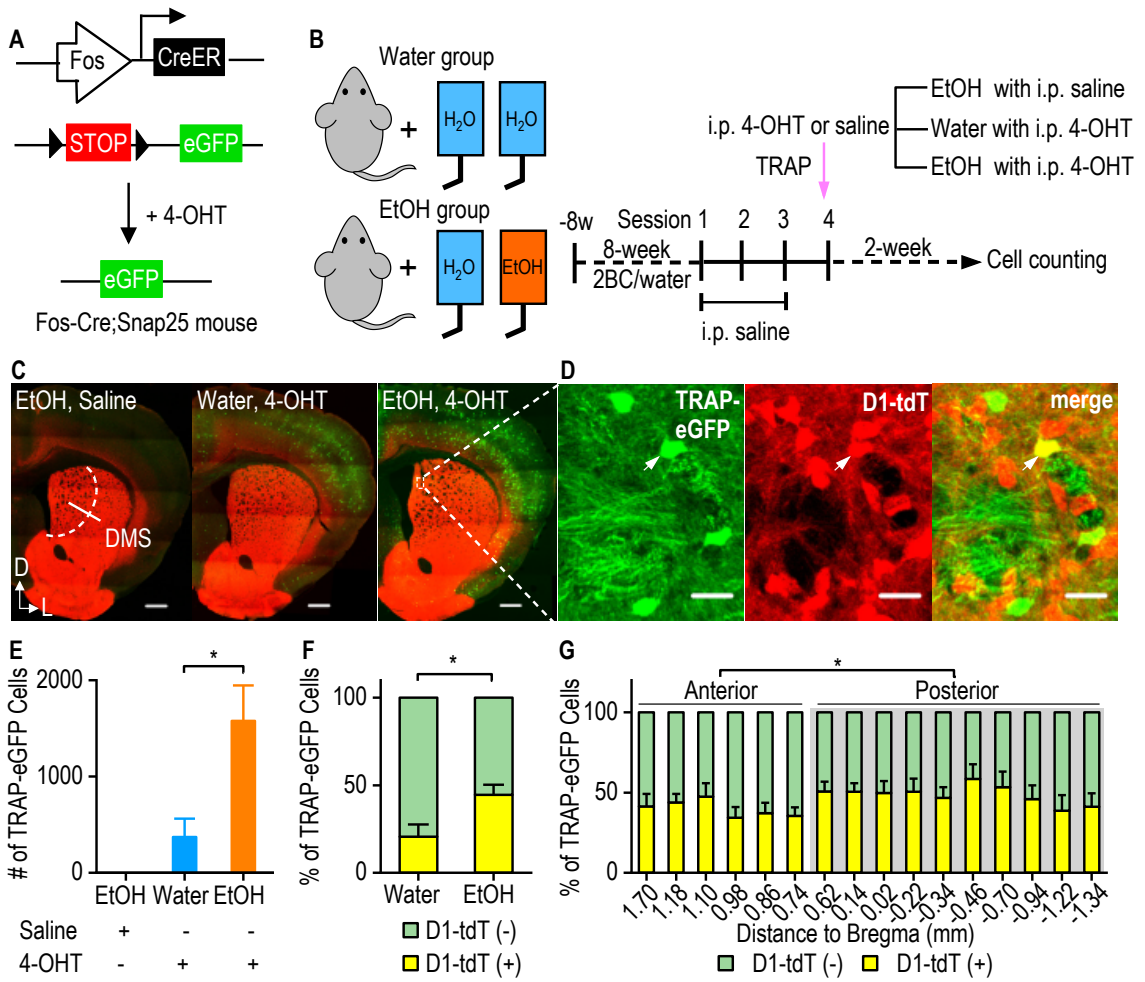 A
Fos
CreER
STOP
eGFP
+ 4-OHT
eGFP
Fos-Cre;Snap25 mouse
B
Water group
+
H2O
H2O
EtOH group
+
H2O
EtOH
i.p. 4-OHT or saline
TRAP
EtOH with i.p. saline
Water with i.p. 4-OHT
EtOH with i.p. 4-OHT
-8w
Session 1 2 3 4
8-week
2BC/water
i.p. saline
2-week
Cell counting
C
EtOH, Saline
Water, 4-OHT
EtOH, 4-OHT
DMS
D
L
D
TRAP-
eGFP
D1-tdT
merge
E
# of TRAP-eGFP Cells
2000
1000
0
*
EtOH Water EtOH
Saline + - -
4-OHT - + +
F
% of TRAP-eGFP Cells
100
50
0
*
Water EtOH
D1-tdT (-)
D1-tdT (+)
G
% of TRAP-eGFP Cells
100
50
0
*
Anterior
Posterior
1.70 1.18 1.10 0.98 0.86 0.74 0.62 0.14 0.02 -0.22 -0.34 -0.46 -0.70 -0.94 -1.22 -1.34
Distance to Bregma (mm)
D1-tdT (-) D1-tdT (+)